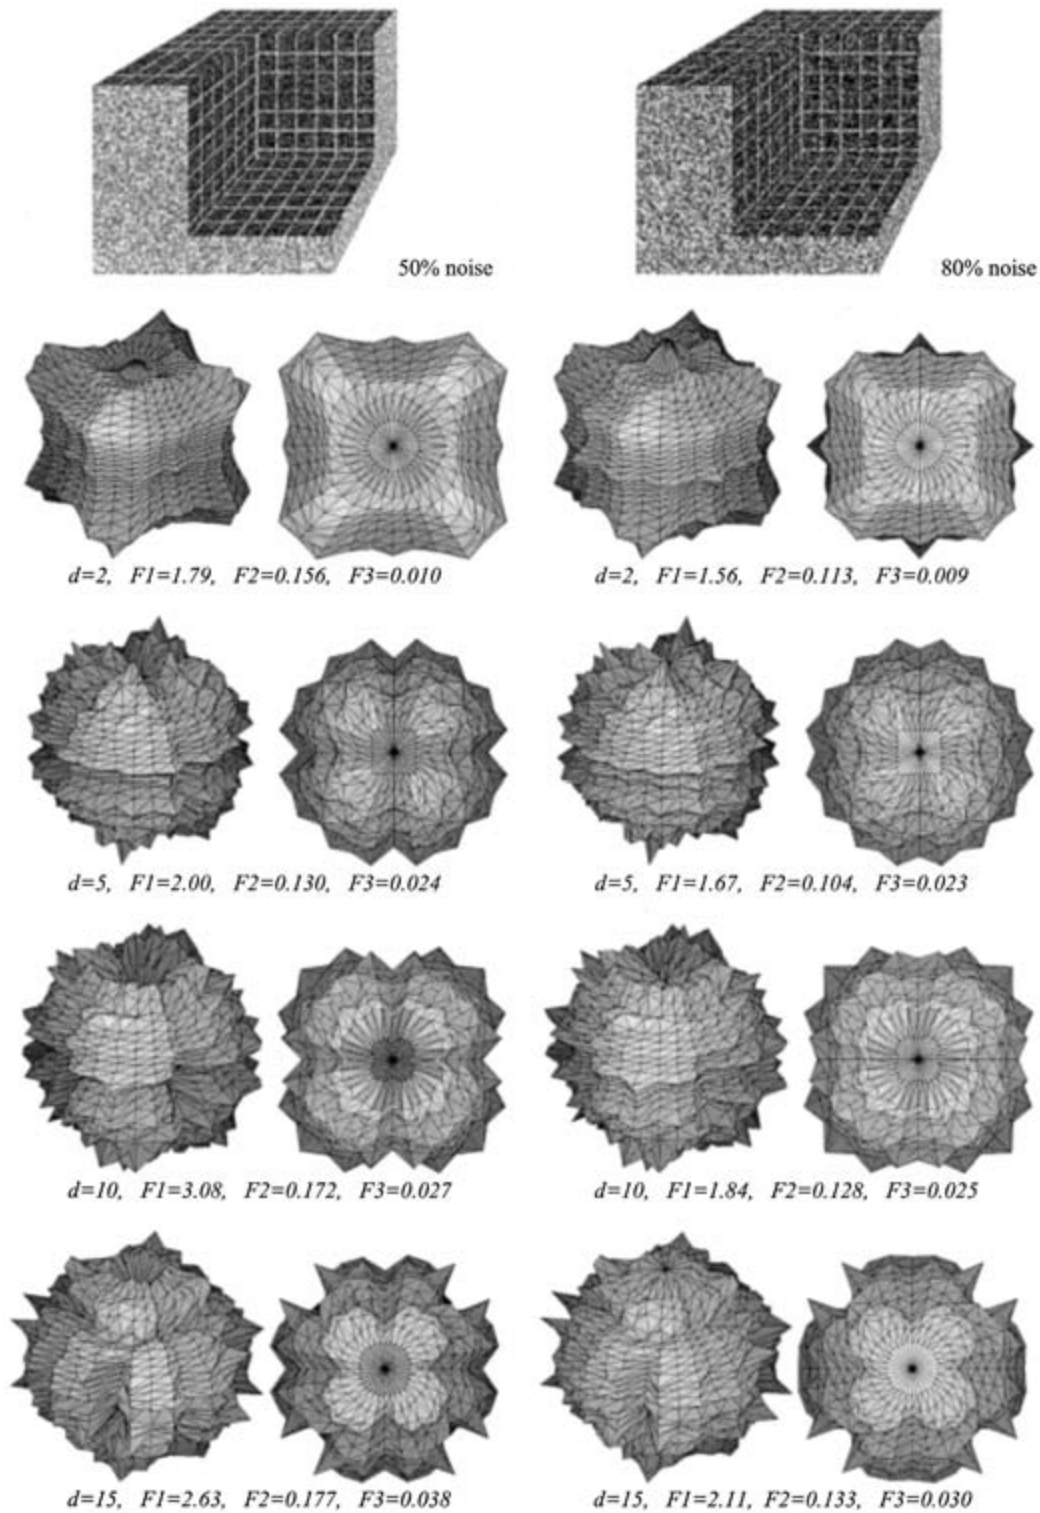 50% noise
80% noise
d=2, F1=1.79, F2=0.156, F3=0.010
d=2, F1=1.56, F2=0.113, F3=0.009
d=5, F1=2.00, F2=0.130, F3=0.024
d=5, F1=1.67, F2=0.104, F3=0.023
d=10, F1=3.08, F2=0.172, F3=0.027
d=10, F1=1.84, F2=0.128, F3=0.025
d=15, F1=2.63, F2=0.177, F3=0.038
d=15, F1=2.11, F2=0.133, F3=0.030